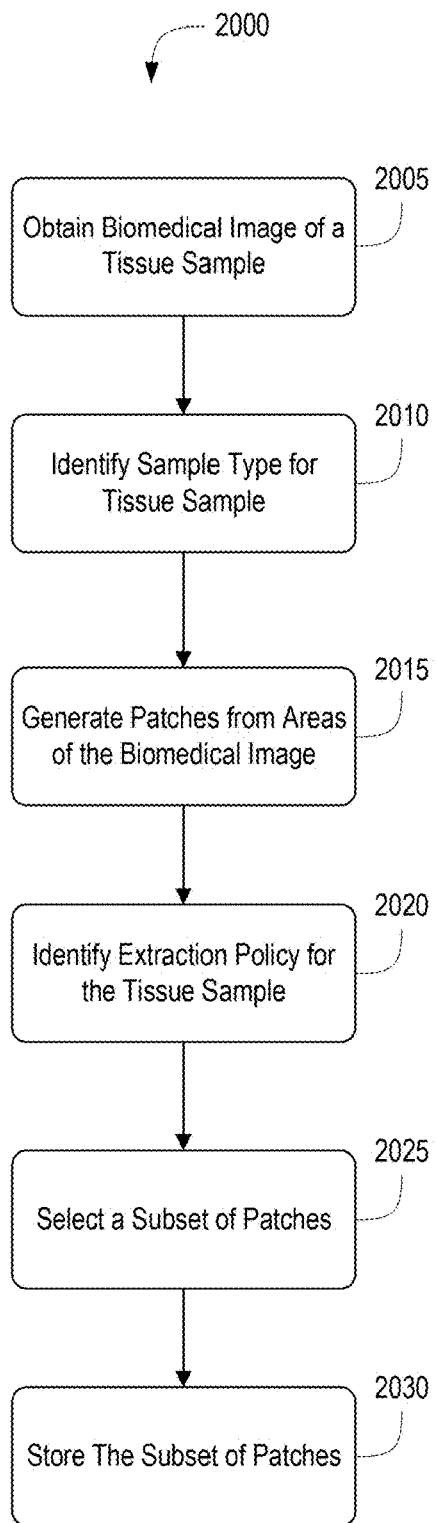 2000
2005
Obtain Biomedical Image of a
Tissue Sample
2010
Identify Sample Type for
Tissue Sample
2015
Generate Patches from Areas
of the Biomedical Image
2020
Identify Extraction Policy for
the Tissue Sample
2025
Select a Subset of Patches
2030
Store The Subset of Patches